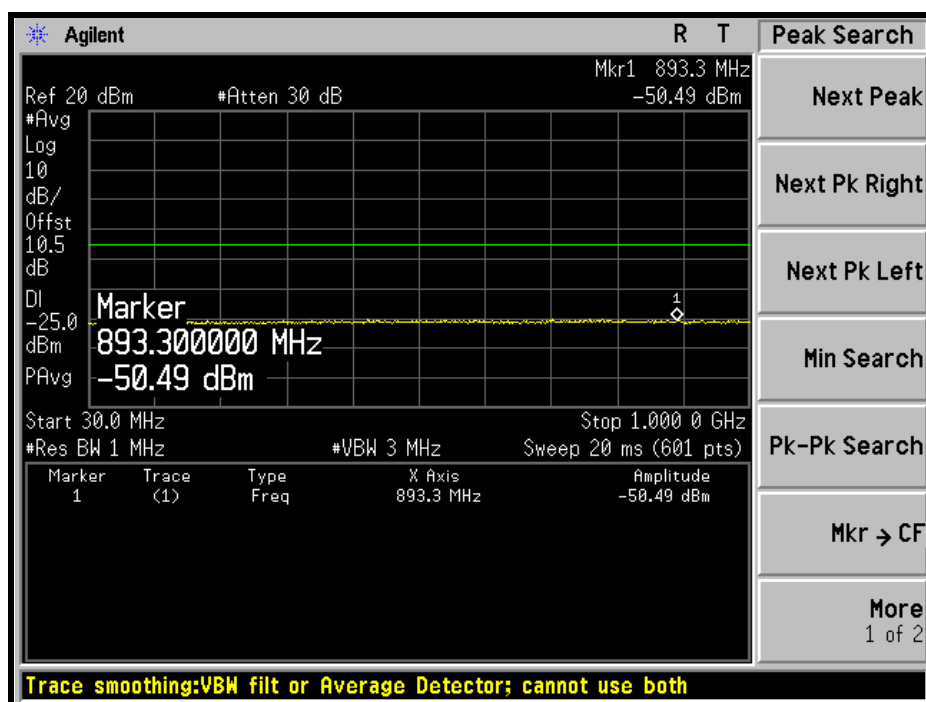 Agilent R T
Mkr1 893.3 MHz
Ref 20 dBm #Atten 30 dB -50.49 dBm
#Avg
Log
10
dB/
Offst
10.5
dB
DI
-25.0
dBm
PAvg
1
Marker
893.300000 MHz
-50.49 dBm
Start 30.0 MHz Stop 1.000 0 GHz
#Res BW 1 MHz #VBW 3 MHz Sweep 20 ms (601 pts)
Marker Trace Type X Axis Amplitude
1 (1) Freq 893.3 MHz -50.49 dBm
Trace smoothing:VBW filt or Average Detector; cannot use both
Peak Search
Next Peak
Next Pk Right
Next Pk Left
Min Search
Pk-Pk Search
Mkr → CF
More
1 of 2